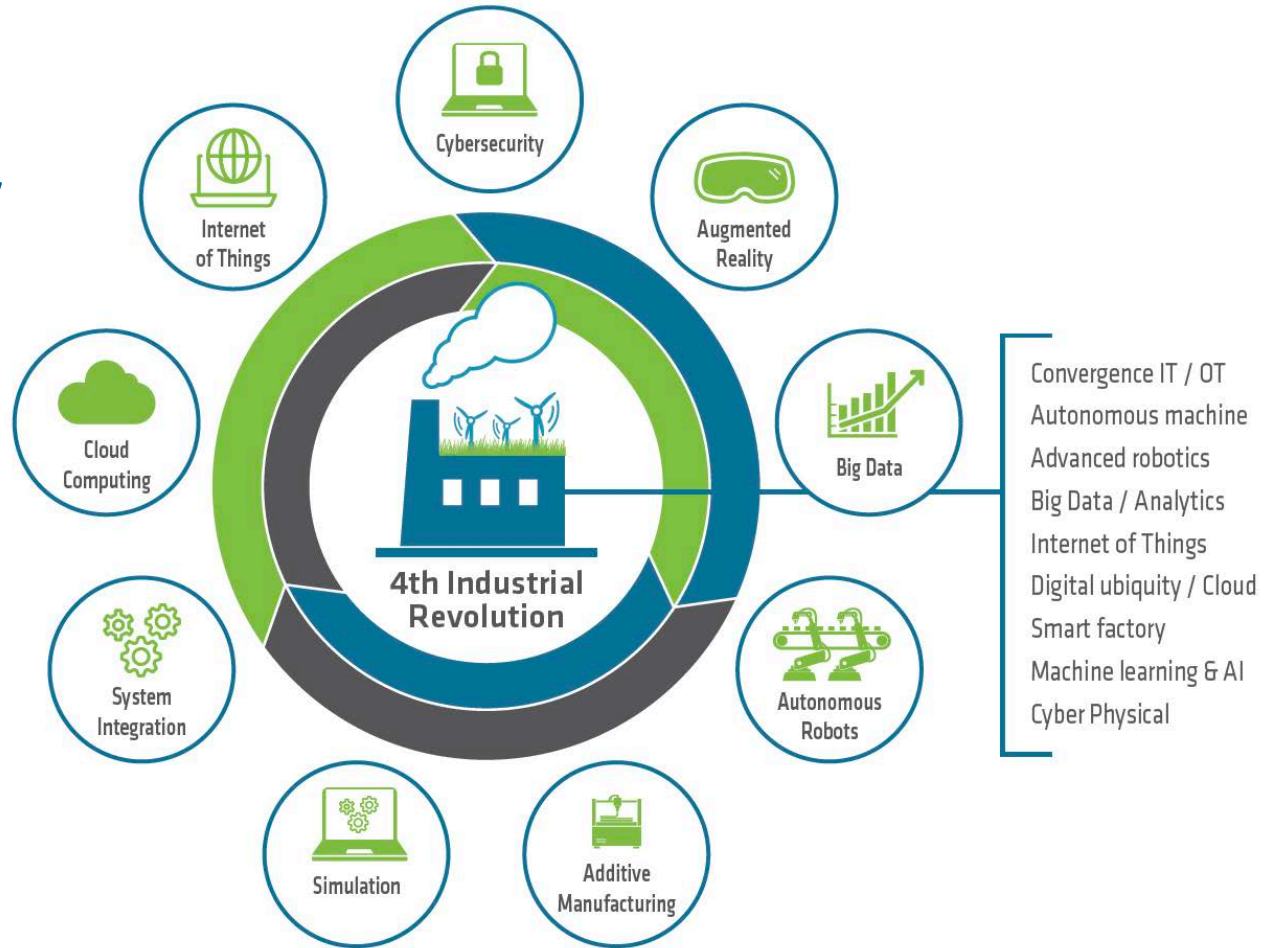 Cybersecurity
Internet
of Things
Augmented
Reality
Cloud
Computing
Big Data
4th Industrial
Revolution
System
Integration
Autonomous
Robots
Simulation
Additive
Manufacturing
Convergence IT / OT
Autonomous machine
Advanced robotics
Big Data / Analytics
Internet of Things
Digital ubiquity / Cloud
Smart factory
Machine learning & AI
Cyber Physical